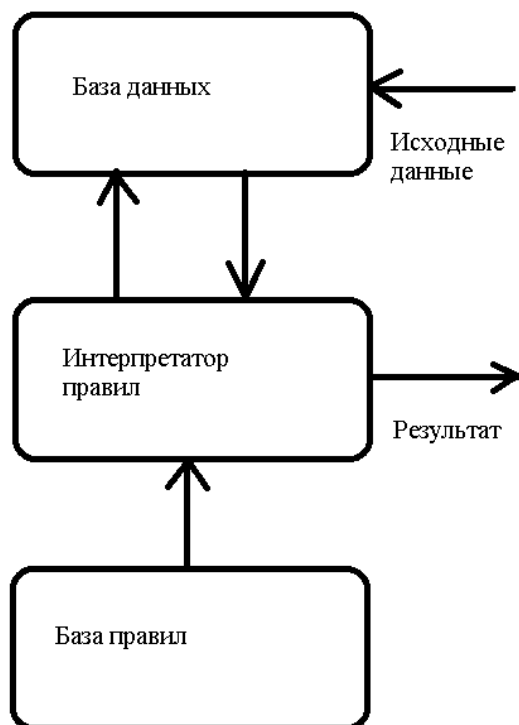 База данных
Исходные
данные
Интерпретатор
правил
Результат
База правил